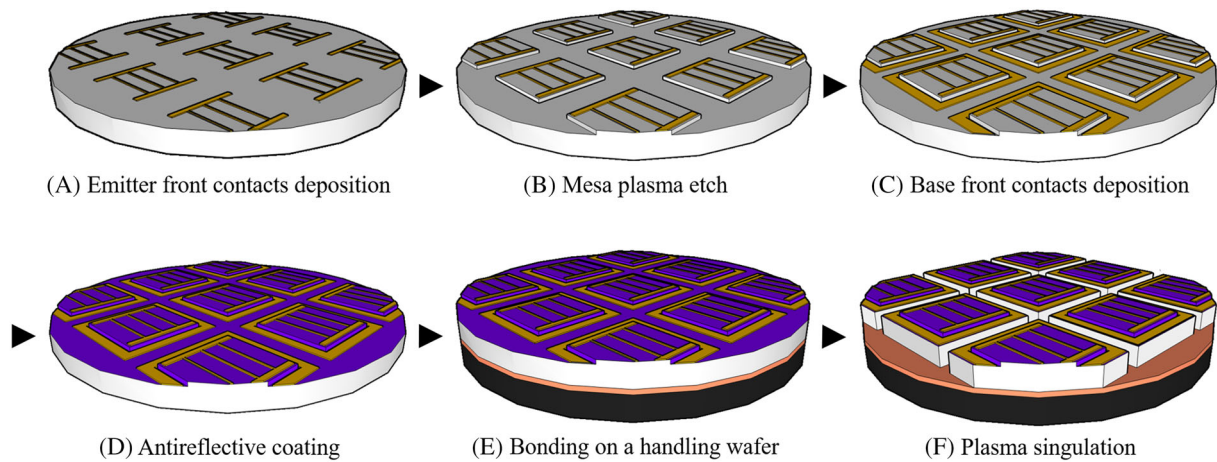 (A) Emitter front contacts deposition
(B) Mesa plasma etch
(C) Base front contacts deposition
(D) Antireflective coating
(E) Bonding on a handling wafer
(F) Plasma singulation